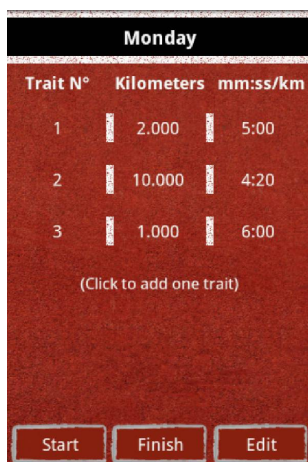 Monday
Trait N° Kilometers mm:ss/km
1 2.000 5:00
2 10.000 4:20
3 1.000 6:00
(Click to add one trait)
Start Finish Edit